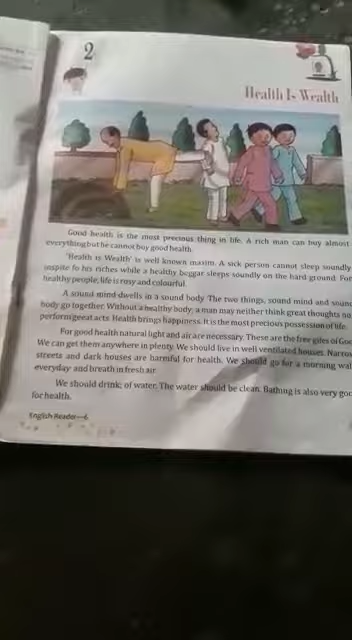 2
Health Is Wealth
Good health is the most precious thing in life. A rich man can buy almost
everything but he cannot buy good health.
'Health is Wealth' is well known maxim. A sick person cannot sleep soundly
inspite fo his riches while a healthy beggar sleeps soundly on the hard ground. For
healthy people, life is rosy and colourful.
A sound mind-dwells in a sound body. The two things, sound mind and soun
body go together. Without a healthy body, a man may neither think great thoughts no
perform great acts. Health brings happiness. It is the most precious possession of life.
For good health natural light and air are necessary. These are the free gifes of Go
We can get them anywhere in plenty. We should live in well ventilated houses. Narro
streets and dark houses are harmful for health. We should go for a morning wal
everyday and breath in fresh air.
We should drink; of water. The water should be clean. Bathing is also very goo
for health.
English Reader—6